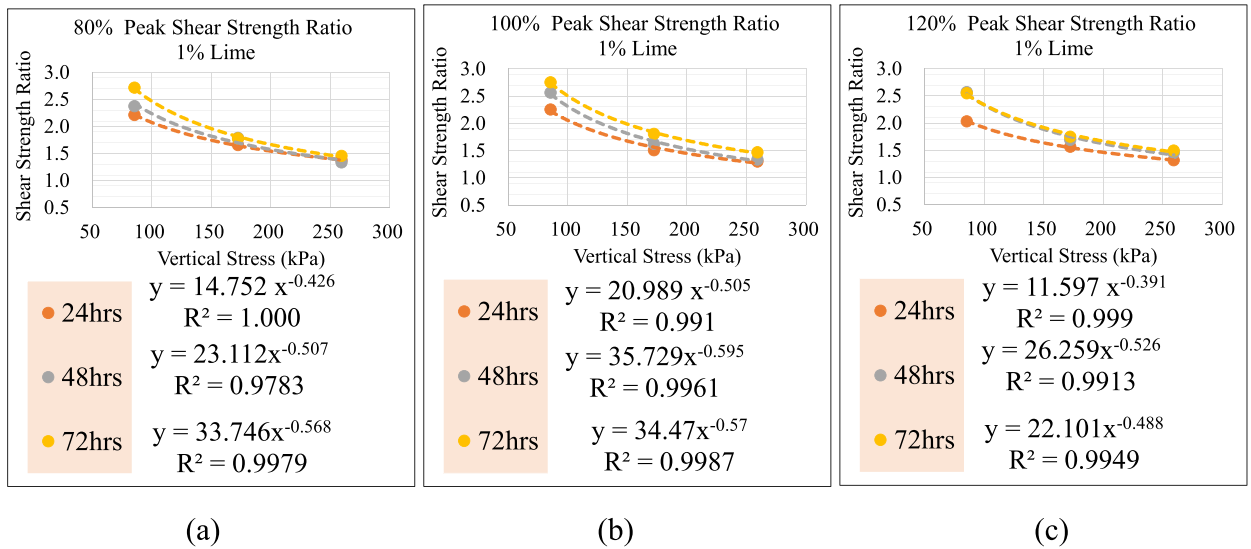 80% Peak Shear Strength Ratio
1% Lime
Shear Strength Ratio
3.0
2.5
2.0
1.5
1.0
0.5
50 100 150 200 250 300
Vertical Stress (kPa)
24hrs
y = 14.752 x^-0.426
R² = 1.000
48hrs
y = 23.112x^-0.507
R² = 0.9783
72hrs
y = 33.746x^-0.568
R² = 0.9979
(a)
100% Peak Shear Strength Ratio
1% Lime
Shear Strength Ratio
3.0
2.5
2.0
1.5
1.0
0.5
50 100 150 200 250 300
Vertical Stress (kPa)
24hrs
y = 20.989 x^-0.505
R² = 0.991
48hrs
y = 35.729x^-0.595
R² = 0.9961
72hrs
y = 34.47x^-0.57
R² = 0.9987
(b)
120% Peak Shear Strength Ratio
1% Lime
Shear Strength Ratio
3.0
2.5
2.0
1.5
1.0
0.5
50 100 150 200 250 300
Vertical Stress (kPa)
24hrs
y = 11.597 x^-0.391
R² = 0.999
48hrs
y = 26.259x^-0.526
R² = 0.9913
72hrs
y = 22.101x^-0.488
R² = 0.9949
(c)